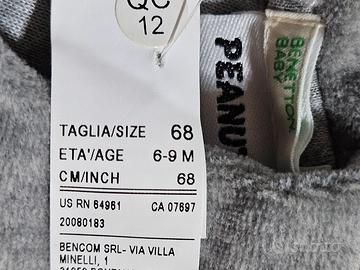 QC
12
TAGLIA/SIZE 68
ETA'/AGE 6-9 M
CM/INCH 68
US RN 64961 CA 07697
20080183
BENCOM SRL- VIA VILLA
MINELLI, 1
PEANU
BENETTON
BABY